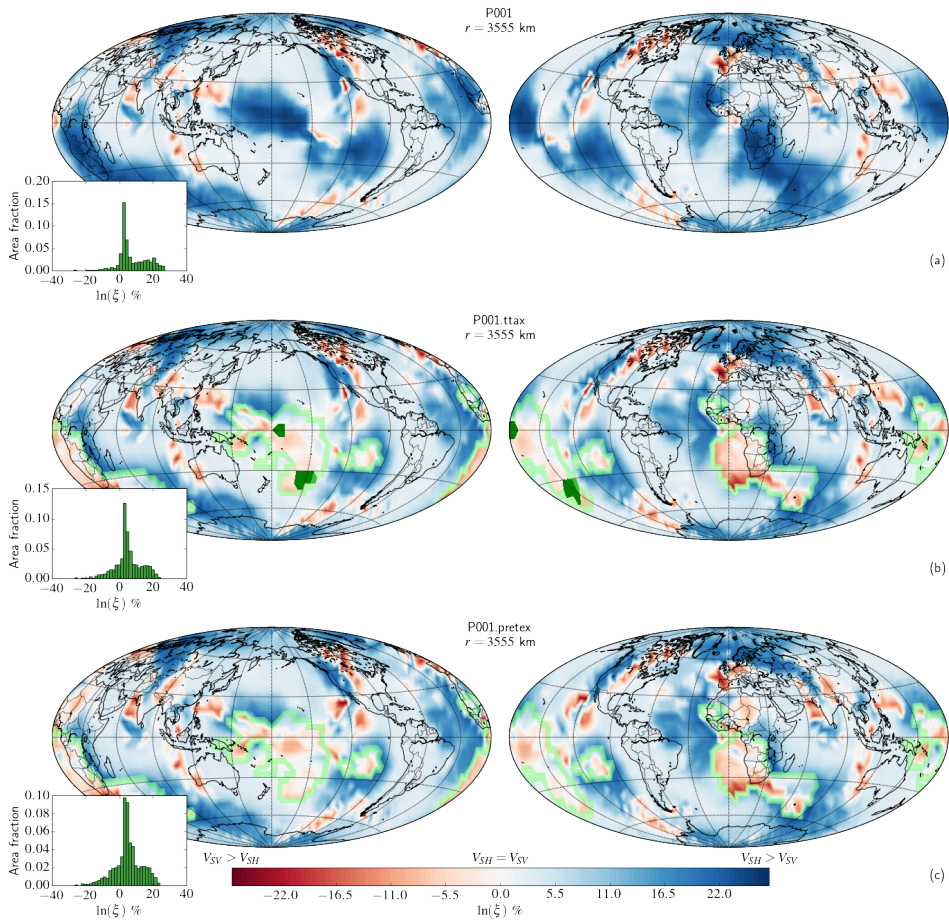 P001
r = 3555 km
0.20
0.15
0.10
0.05
0.00
Area fraction
−40 −20 0 20 40
ln(ξ) %
(a)
P001.ttax
r = 3555 km
0.15
0.10
0.05
0.00
Area fraction
−40 −20 0 20 40
ln(ξ) %
(b)
P001.pretex
r = 3555 km
0.10
0.08
0.06
0.04
0.02
0.00
Area fraction
−40 −20 0 20 40
ln(ξ) %
V_SV > V_SH V_SH = V_SV V_SH > V_SV
−22.0 −16.5 −11.0 −5.5 0.0 5.5 11.0 16.5 22.0
ln(ξ) %
(c)